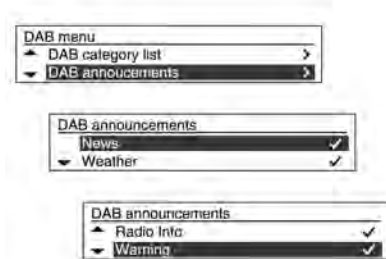 DAB menu
DAB category list
DAB annoucements
DAB announcements
News
Weather
DAB announcements
Radio Info
Warning